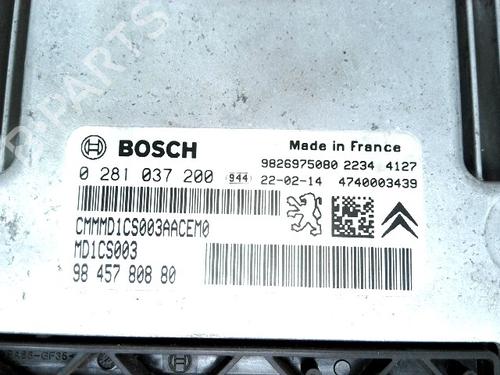 BOSCH
Made in France
9826975080 2234 4127
0 281 037 200 944 22-02-14 4740003439
CMMMD1CS003AACEM0
MD1CS003
98 457 808 80
B-PARTS